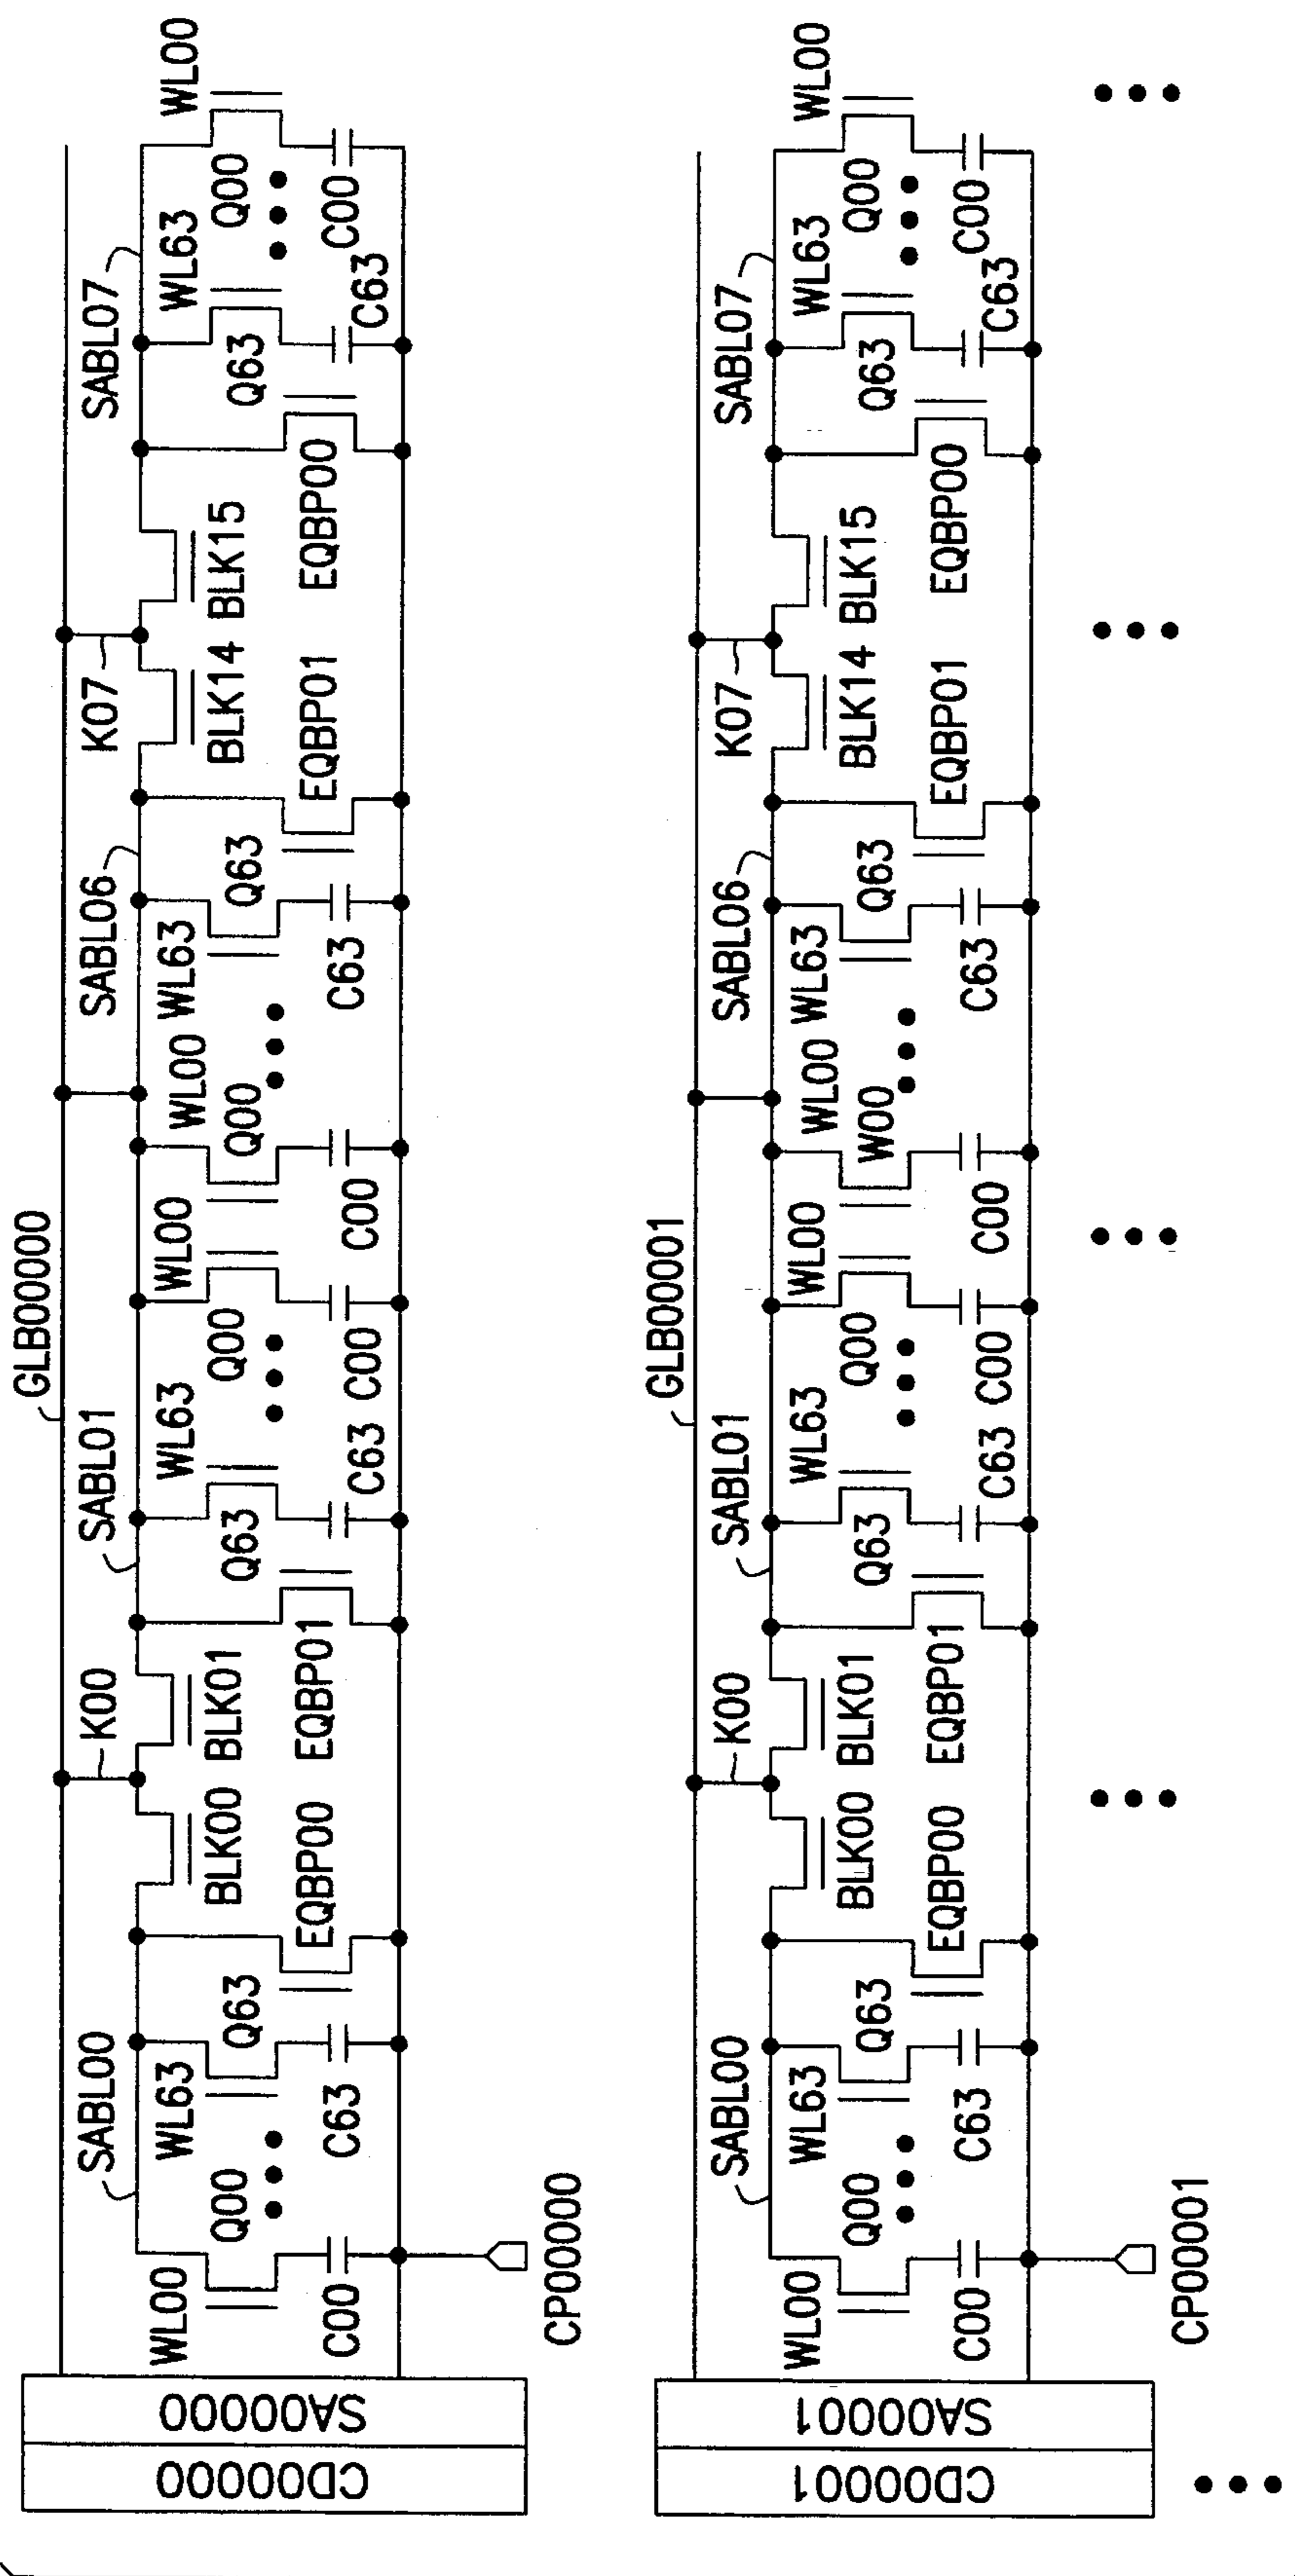 GLB00000
SABL00
K00
SABL01
SABL06
K07
SABL07
WL00
Q00
WL63
Q63
BLK00
BLK01
WL63
Q63
Q00
WL00
WL00
Q00
WL63
Q63
BLK14
BLK15
Q63
WL63
Q00
WL00
C00
C63
EQBP00
EQBP01
C63
C00
C00
C63
EQBP01
EQBP00
C63
C00
CD00000
SA00000
CP00000
GLB00001
SABL00
K00
SABL01
SABL06
K07
SABL07
WL00
Q00
WL63
Q63
BLK00
BLK01
WL63
Q63
Q00
WL00
WL00
W00
WL63
Q63
BLK14
BLK15
Q63
WL63
Q00
WL00
C00
C63
EQBP00
EQBP01
C63
C00
C00
C63
EQBP01
EQBP00
C63
C00
CD00001
SA00001
CP00001